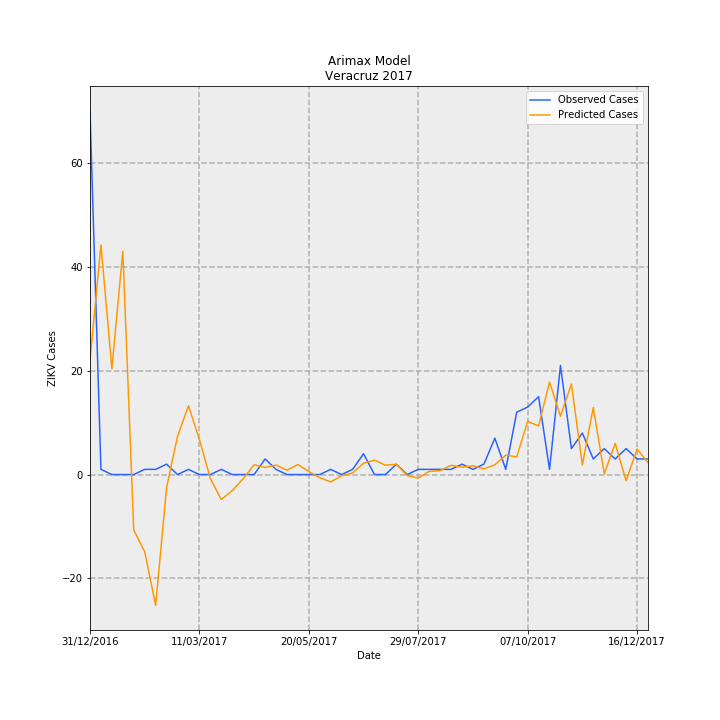 Arimax Model
Veracruz 2017
Observed Cases
Predicted Cases
60
40
20
0
−20
ZIKV Cases
31/12/2016 11/03/2017 20/05/2017 29/07/2017 07/10/2017 16/12/2017
Date